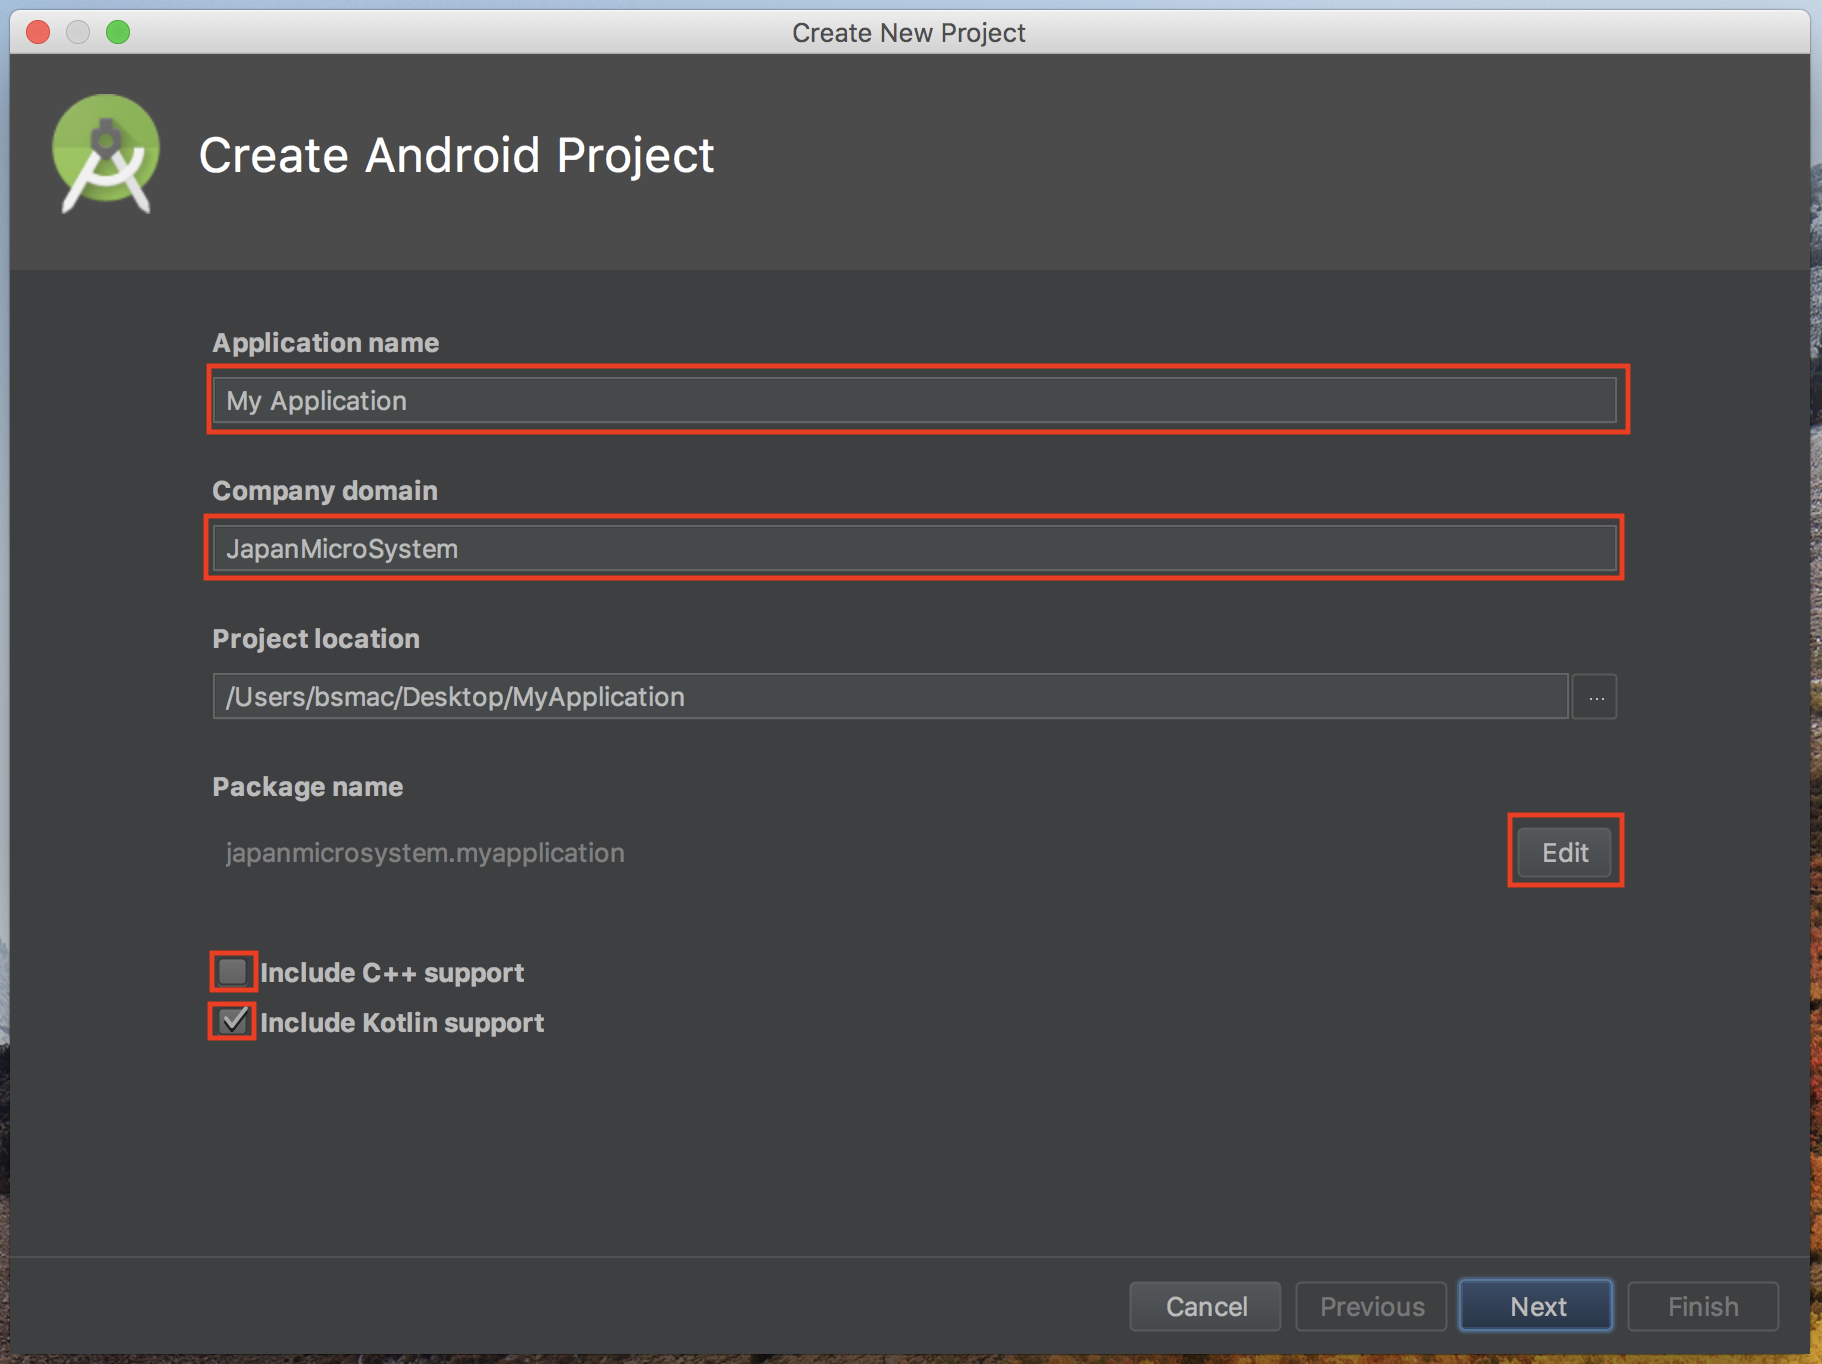 Create New Project
Create Android Project
Application name
My Application
Company domain
JapanMicroSystem
Project location
/Users/bsmac/Desktop/MyApplication
...
Package name
japanmicrosystem.myapplication
Edit
Include C++ support
Include Kotlin support
Cancel Previous Next Finish